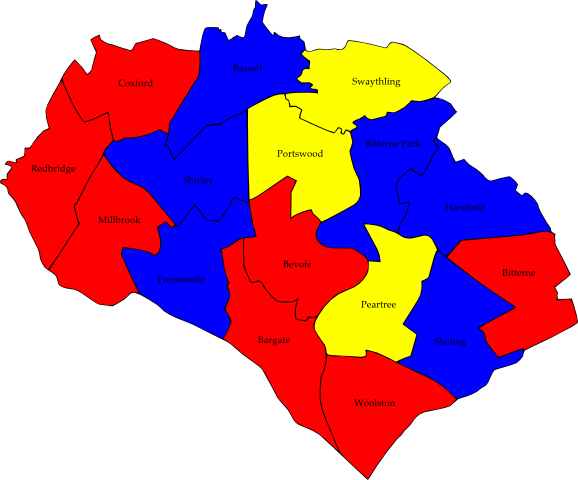 Bassett
Coxford
Swaythling
Bitterne Park
Portswood
Redbridge
Shirley
Harefield
Millbrook
Bevois
Bitterne
Freemantle
Peartree
Bargate
Sholing
Woolston